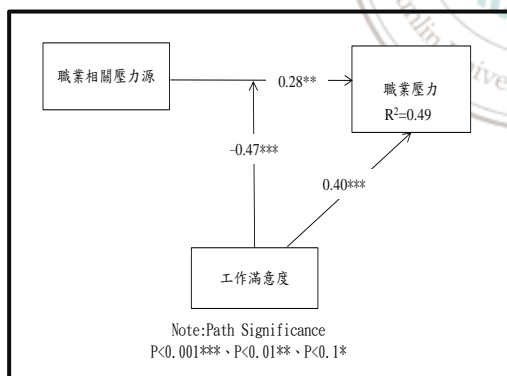 職業相關壓力源
0.28**
職業壓力
R²=0.49
-0.47***
0.40***
工作滿意度
Note:Path Significance
P<0.001***、P<0.01**、P<0.1*